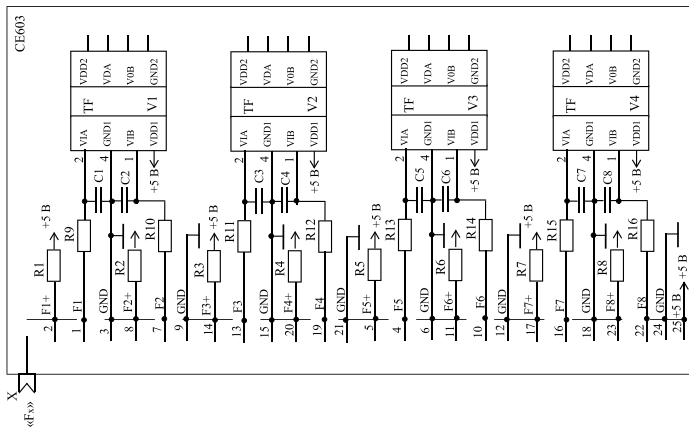 CE603
VDD2
VDA
V0B
GND2
TF
V1
VIA
GND1
VIB
VDD1
2
4
1
+5 В
C1
C2
VDD2
VDA
V0B
GND2
TF
V2
VIA
GND1
VIB
VDD1
2
4
1
+5 В
C3
C4
VDD2
VDA
V0B
GND2
TF
V3
VIA
GND1
VIB
VDD1
2
4
1
+5 В
C5
C6
VDD2
VDA
V0B
GND2
TF
V4
VIA
GND1
VIB
VDD1
2
4
1
+5 В
C7
C8
R1
+5 В
R9
R2
R10
R3
+5 В
R11
R4
R12
R5
+5 В
R13
R6
R14
R7
+5 В
R15
R8
R16
+5 В
F1+
F1
GND
F2+
F2
GND
F3+
F3
GND
F4+
F4
GND
F5+
F5
GND
F6+
F6
GND
F7+
F7
GND
F8+
F8
GND
+5 В
2
1
3
8
7
9
14
13
15
20
19
21
5
4
6
11
10
12
17
16
18
23
22
24
25
X
«Fx»